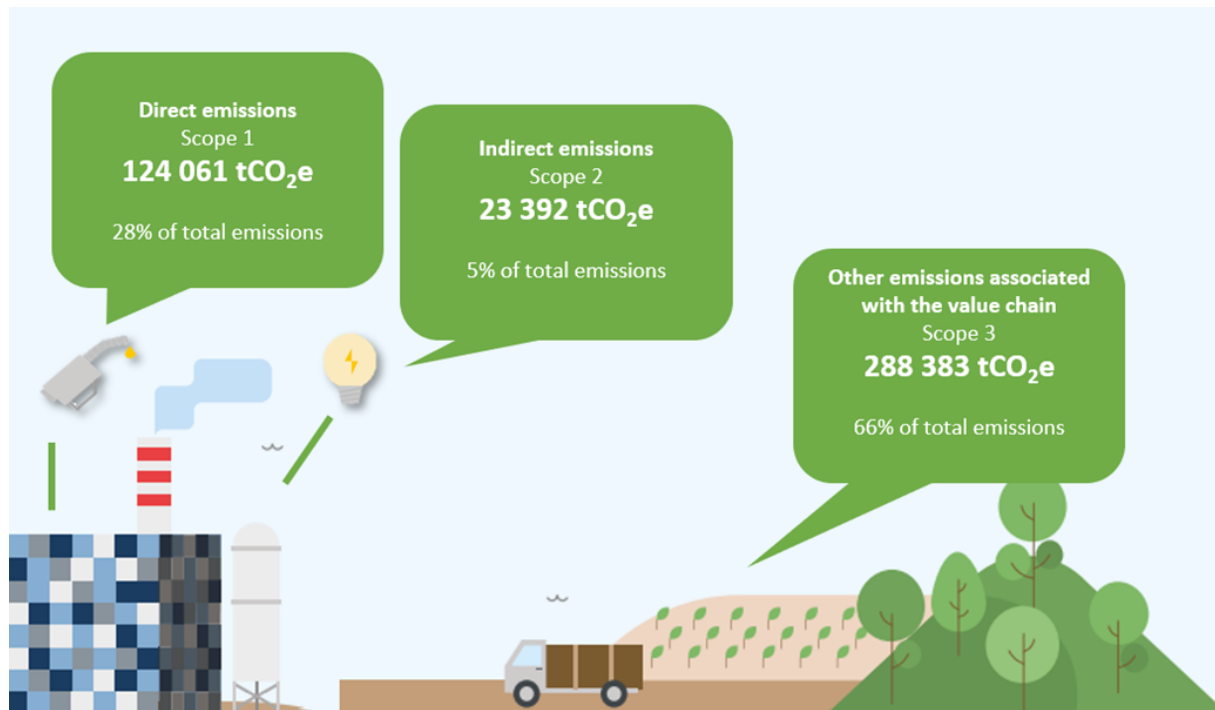 Direct emissions
Scope 1
124 061 tCO₂e
28% of total emissions
Indirect emissions
Scope 2
23 392 tCO₂e
5% of total emissions
Other emissions associated
with the value chain
Scope 3
288 383 tCO₂e
66% of total emissions